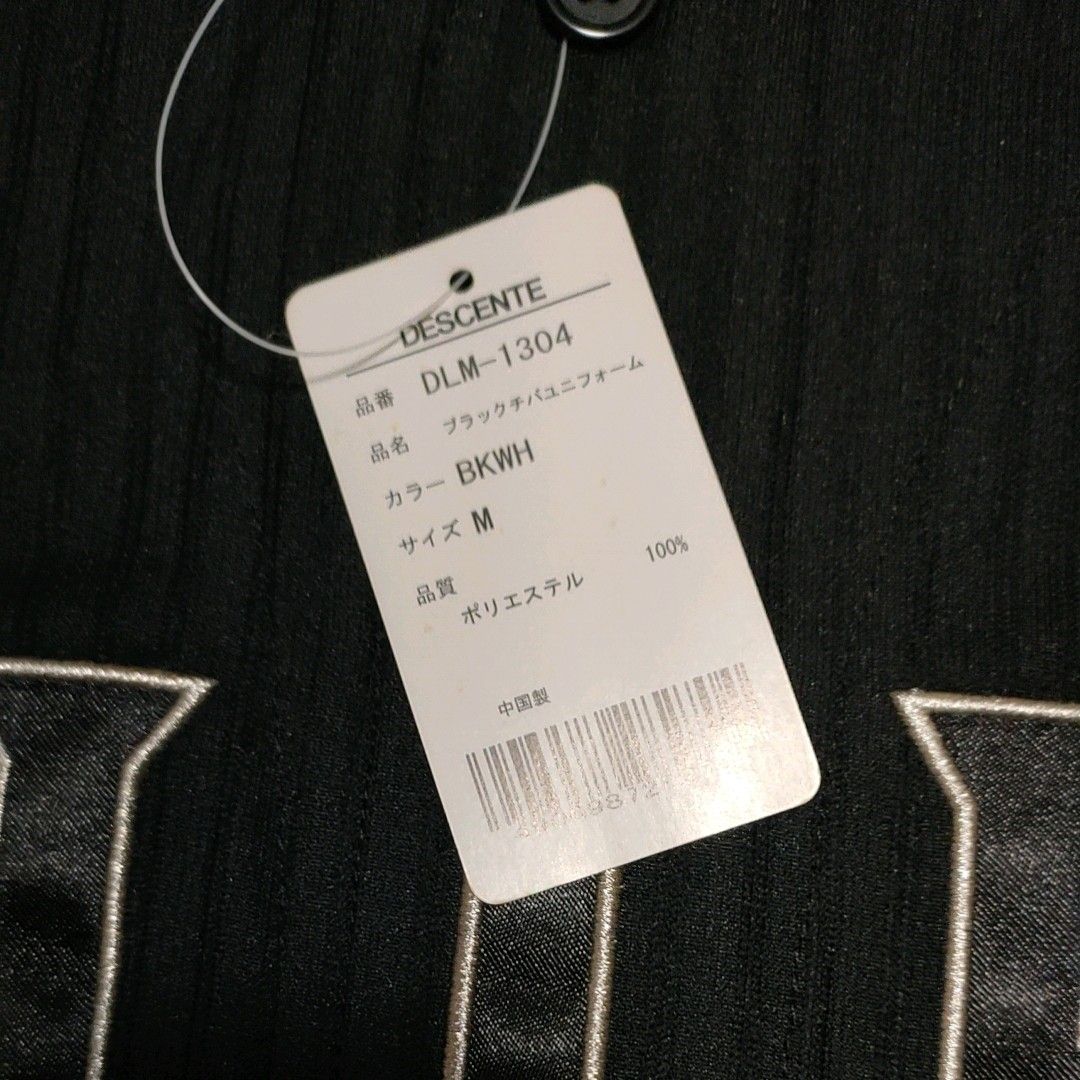 DESCENTE
品番 DLM-1304
品名 ブラックチバユニフォーム
カラー BKWH
サイズ M
品質
ポリエステル 100%
中国製